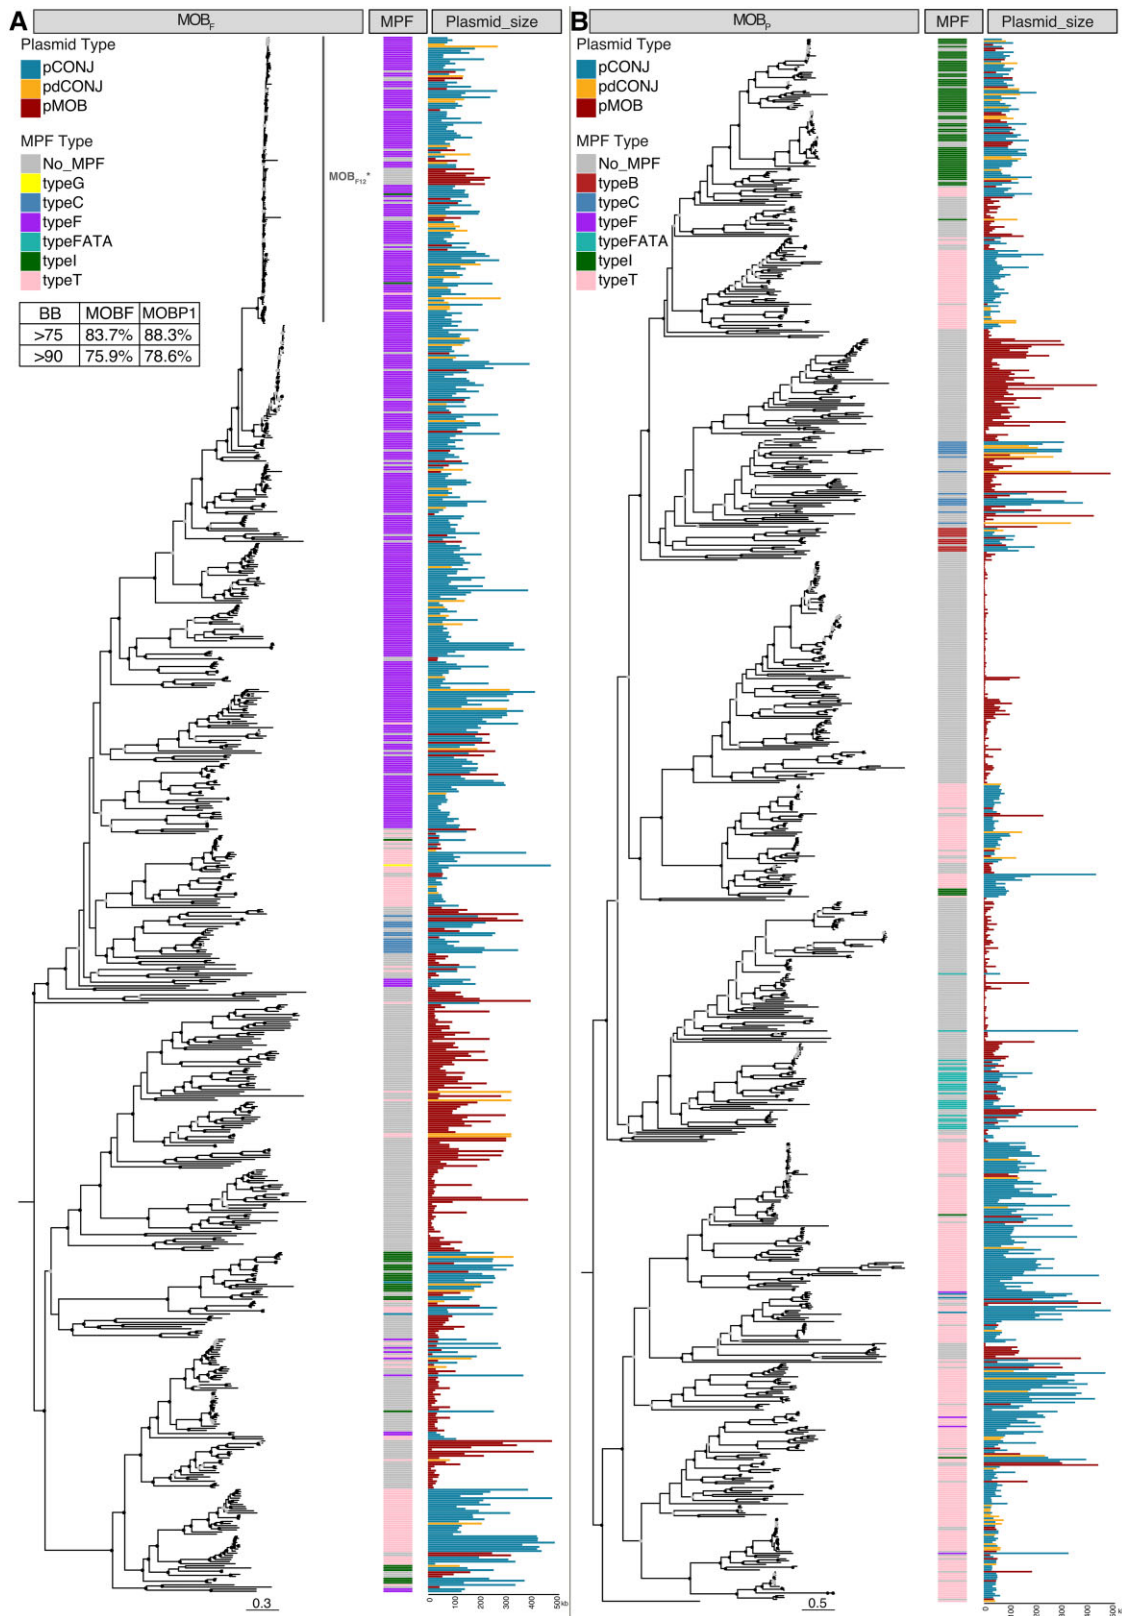 A
MOBF
MPF
Plasmid_size
Plasmid Type
pCONJ
pdCONJ
pMOB
MPF Type
No_MPF
typeG
typeC
typeF
typeFATA
typeI
typeT
BB MOBF MOBP1
>75 83.7% 88.3%
>90 75.9% 78.6%
MOBF12*
0.3
0 100 200 300 400 500 kb
B
MOBP
MPF
Plasmid_size
Plasmid Type
pCONJ
pdCONJ
pMOB
MPF Type
No_MPF
typeB
typeC
typeF
typeFATA
typeI
typeT
0.5
0 100 200 300 400 500